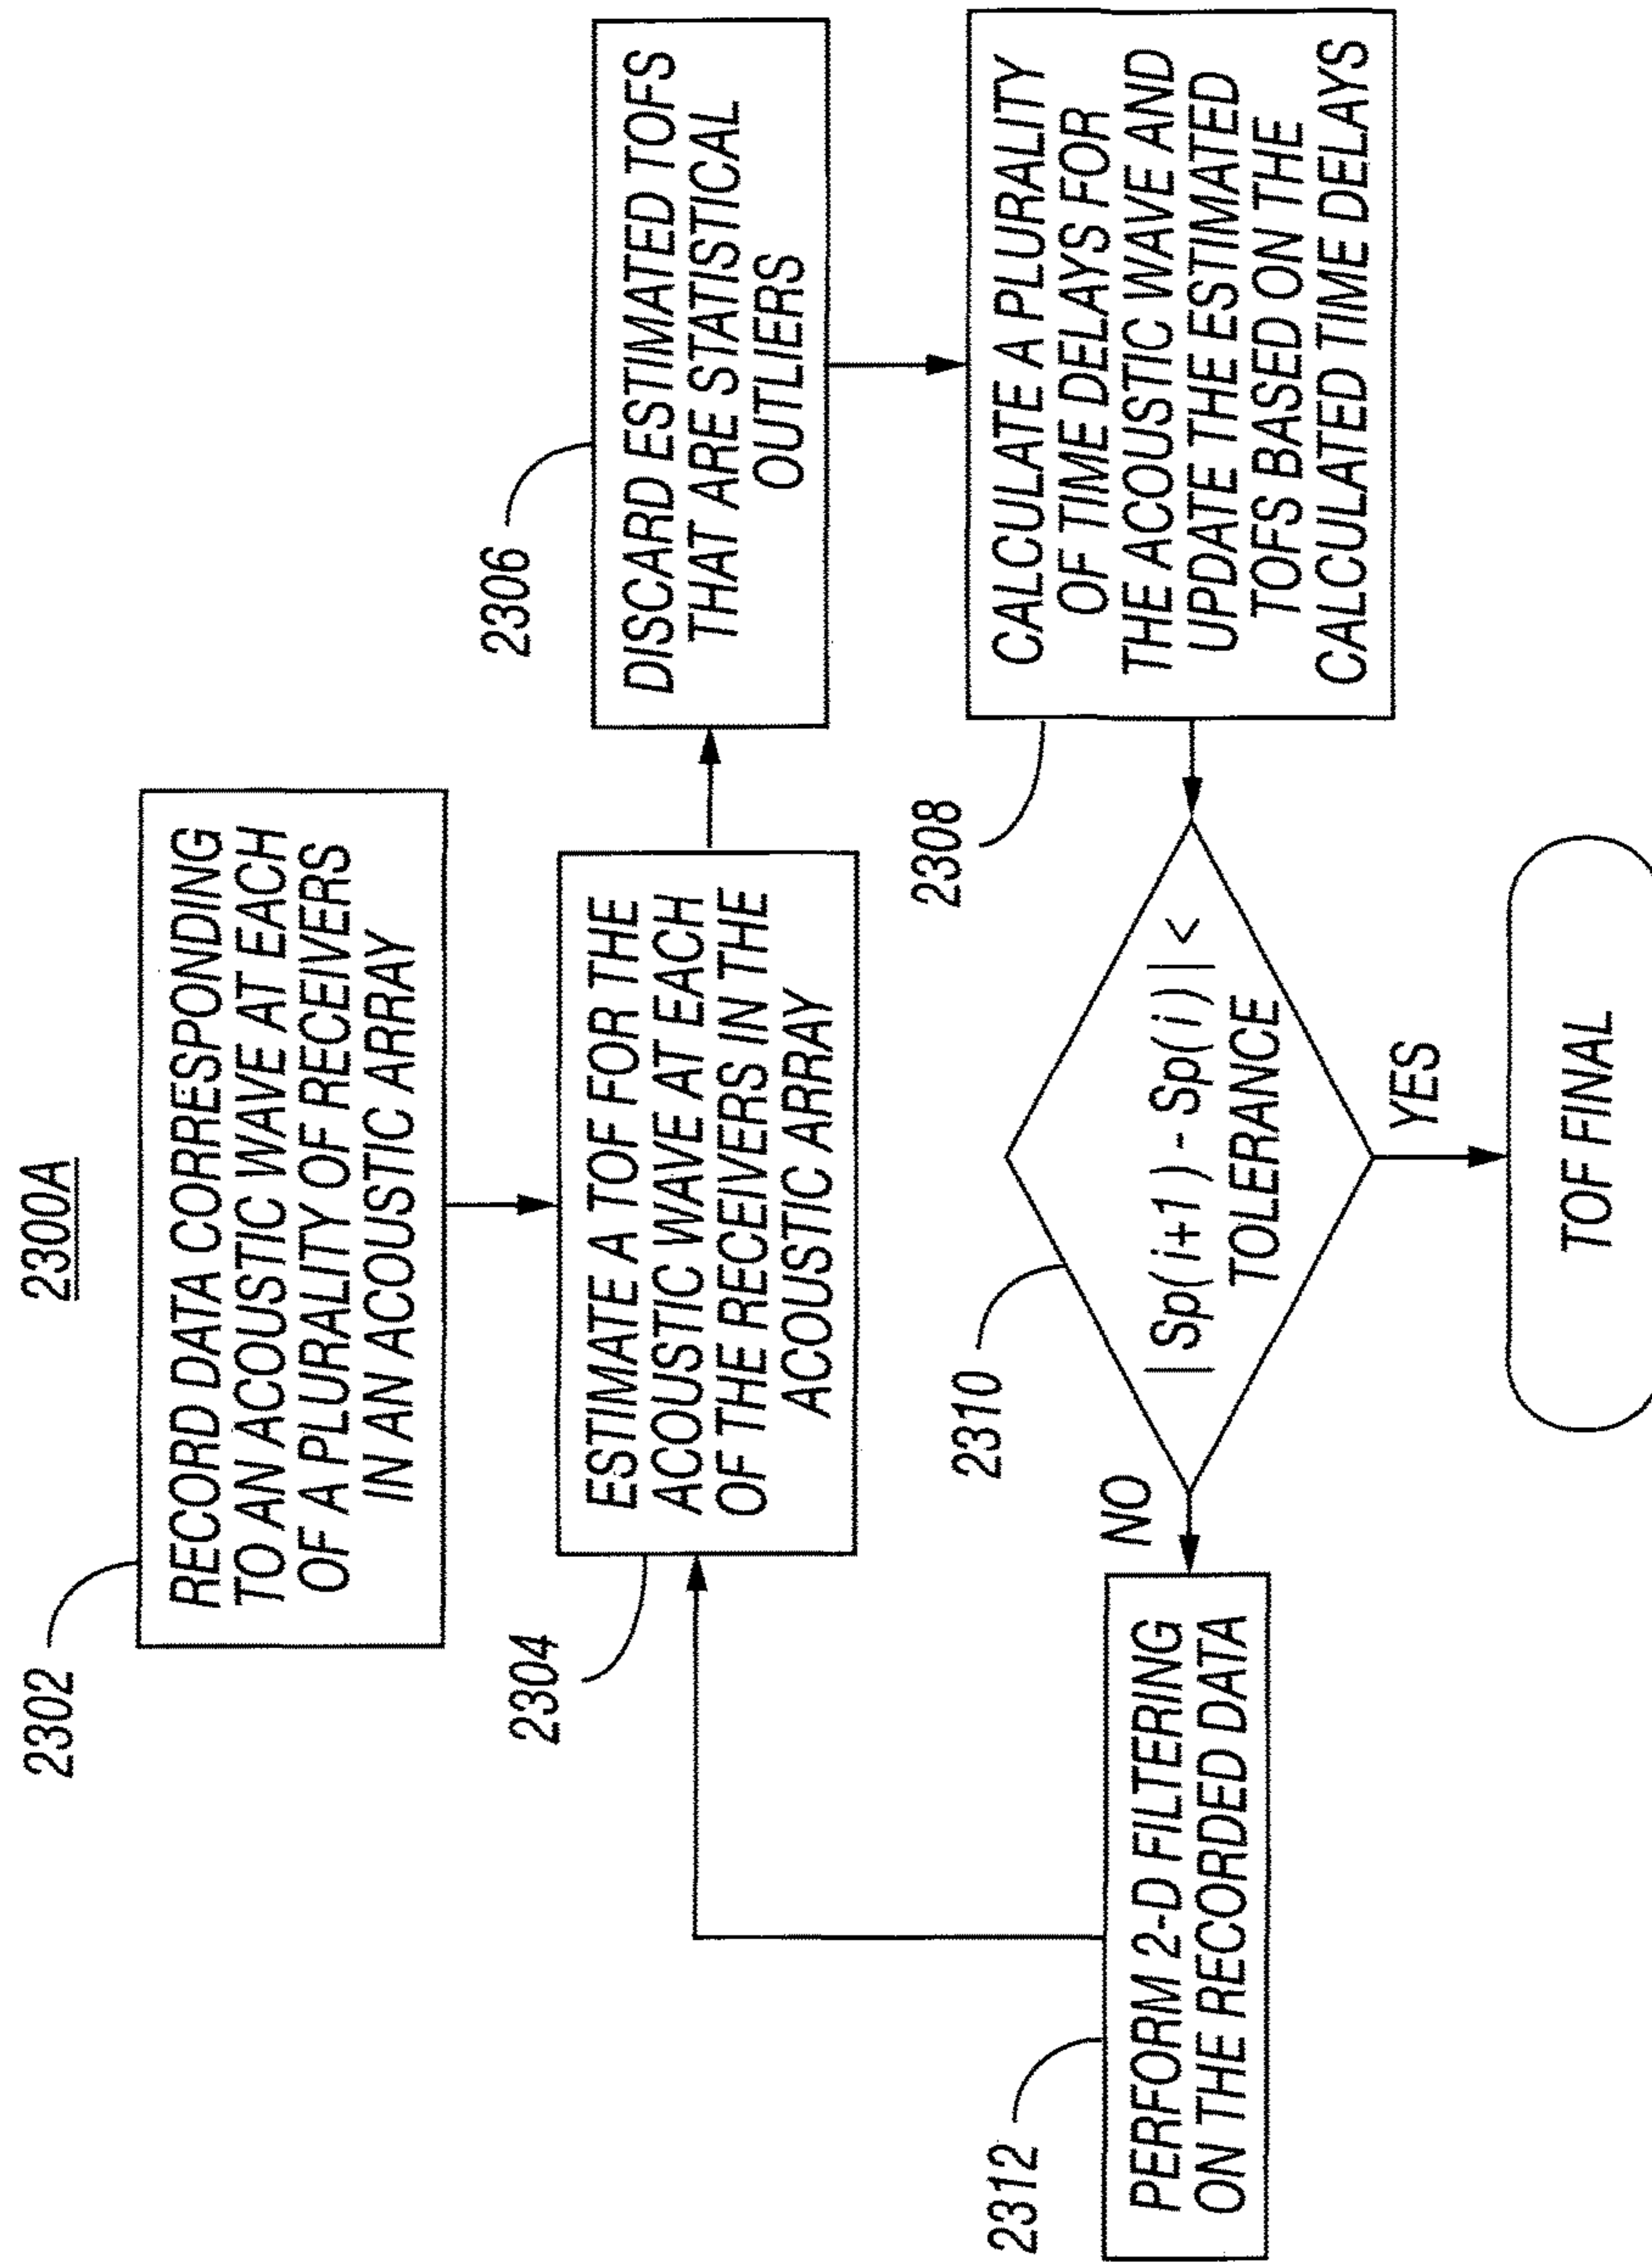 2300A
2302
RECORD DATA CORRESPONDING
TO AN ACOUSTIC WAVE AT EACH
OF A PLURALITY OF RECEIVERS
IN AN ACOUSTIC ARRAY
2304
ESTIMATE A TOF FOR THE
ACOUSTIC WAVE AT EACH
OF THE RECEIVERS IN THE
ACOUSTIC ARRAY
2306
DISCARD ESTIMATED TOFS
THAT ARE STATISTICAL
OUTLIERS
2308
CALCULATE A PLURALITY
OF TIME DELAYS FOR
THE ACOUSTIC WAVE AND
UPDATE THE ESTIMATED
TOFS BASED ON THE
CALCULATED TIME DELAYS
2310
| Sp( i+1 ) - Sp( i ) | <
TOLERANCE
NO
YES
2312
PERFORM 2-D FILTERING
ON THE RECORDED DATA
TOF FINAL